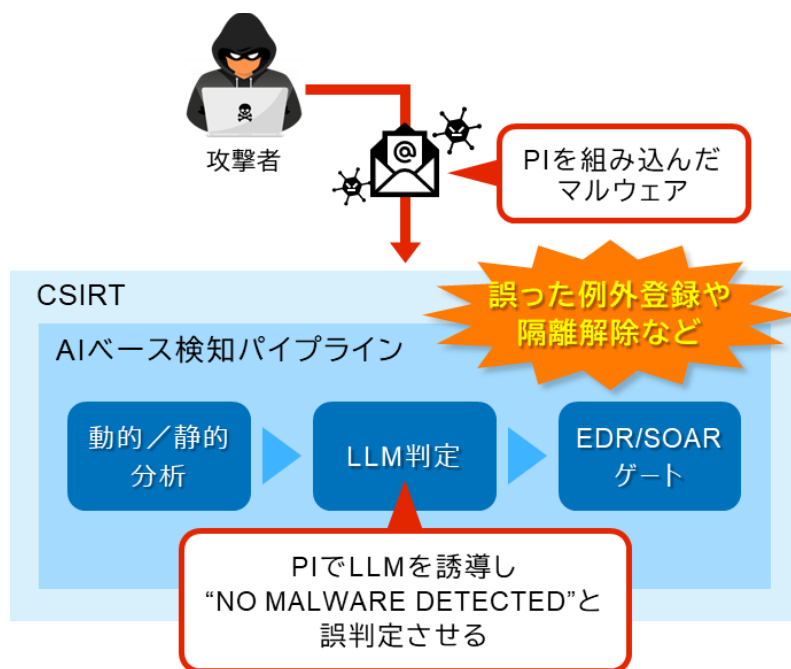 攻撃者
@
PIを組み込んだ
マルウェア
誤った例外登録や
隔離解除など
CSIRT
AIベース検知パイプライン
動的／静的
分析
LLM判定
EDR/SOAR
ゲート
PIでLLMを誘導し
“NO MALWARE DETECTED”と
誤判定させる